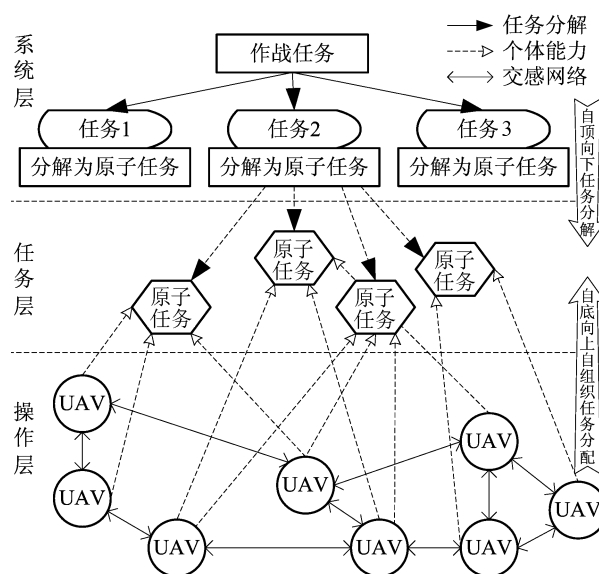 任务分解
个体能力
交感网络
系统层
作战任务
任务1
任务2
任务3
分解为原子任务
分解为原子任务
分解为原子任务
自顶向下任务分解
任务层
原子
任务
原子
任务
原子
任务
原子
任务
自底向上自组织任务分配
操作层
UAV
UAV
UAV
UAV
UAV
UAV
UAV
UAV
UAV